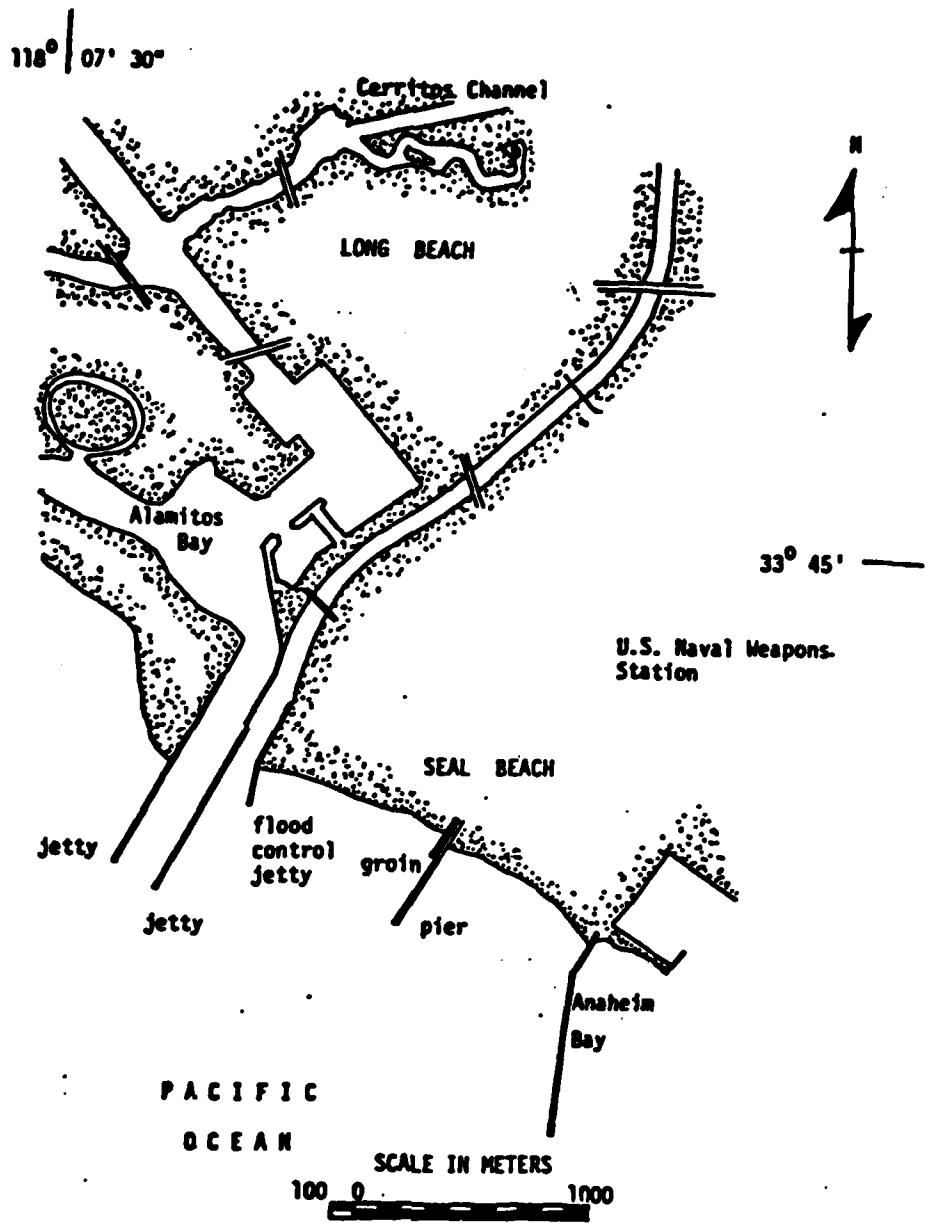 118° 07' 30"
Cerritos Channel
N
LONG BEACH
Alamitos
Bay
33° 45'
U.S. Naval Weapons
Station
SEAL BEACH
flood
control
jetty
groin
jetty
jetty
pier
Anaheim
Bay
PACIFIC
OCEAN
SCALE IN METERS
100 0 1000